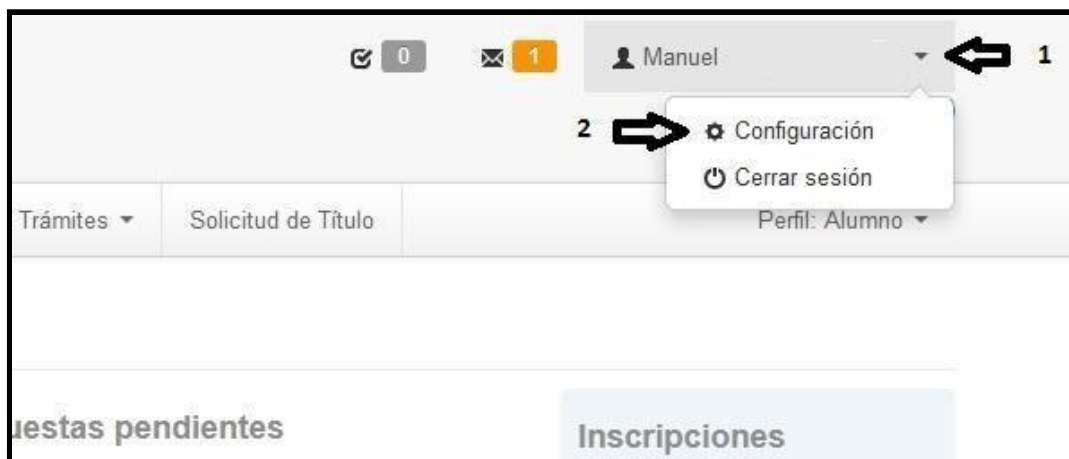 0 1 Manuel 1
2 Configuración
Cerrar sesión
Trámites Solicitud de Título Perfil: Alumno
uestas pendientes
Inscripciones